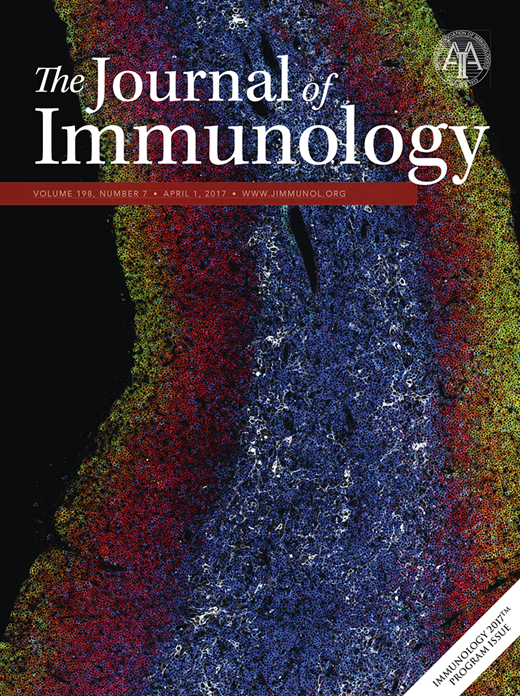 The Journal of
Immunology
VOLUME 198, NUMBER 7 • APRIL 1, 2017 • WWW.JIMMUNOL.ORG
IMMUNOLOGY 2017™
PROGRAM ISSUE